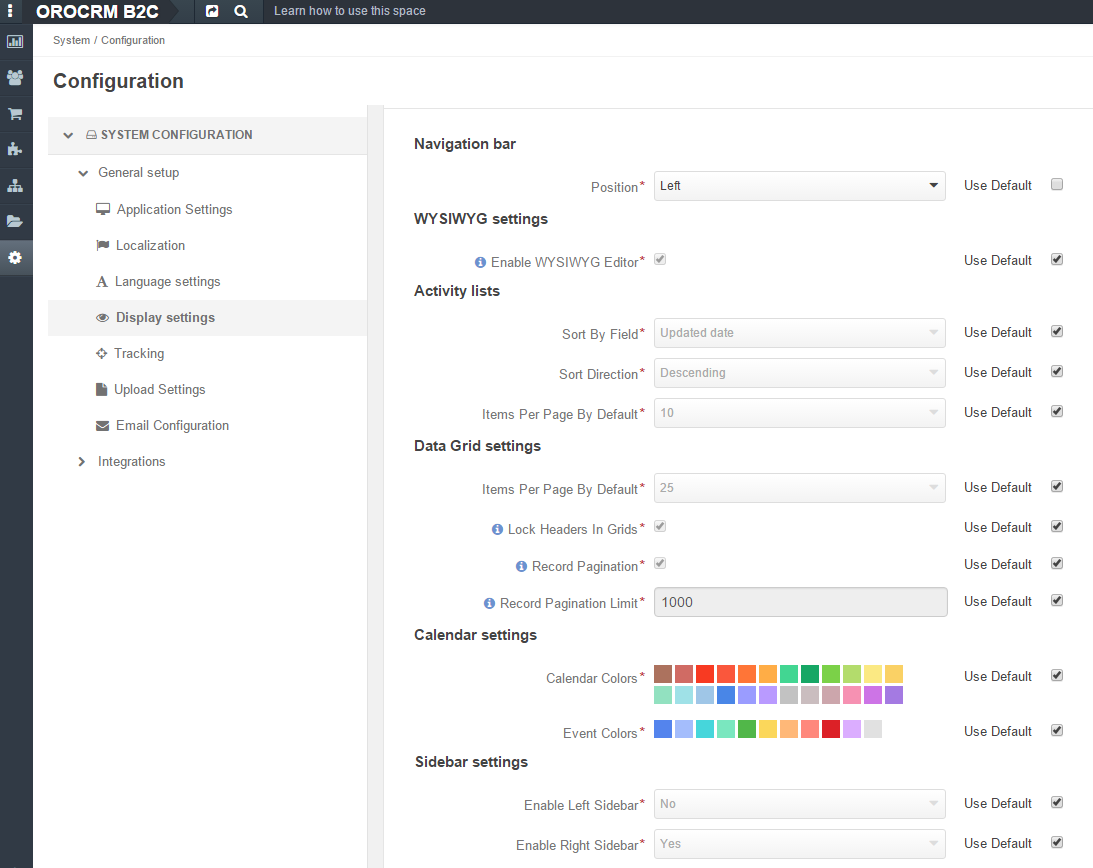 OROCRM B2C
Learn how to use this space
System / Configuration
Configuration
SYSTEM CONFIGURATION
General setup
Application Settings
Localization
Language settings
Display settings
Tracking
Upload Settings
Email Configuration
Integrations
Navigation bar
Position* Left Use Default
WYSIWYG settings
Enable WYSIWYG Editor* Use Default
Activity lists
Sort By Field* Updated date Use Default
Sort Direction* Descending Use Default
Items Per Page By Default* 10 Use Default
Data Grid settings
Items Per Page By Default* 25 Use Default
Lock Headers In Grids* Use Default
Record Pagination* Use Default
Record Pagination Limit* 1000 Use Default
Calendar settings
Calendar Colors* Use Default
Event Colors* Use Default
Sidebar settings
Enable Left Sidebar* No Use Default
Enable Right Sidebar* Yes Use Default